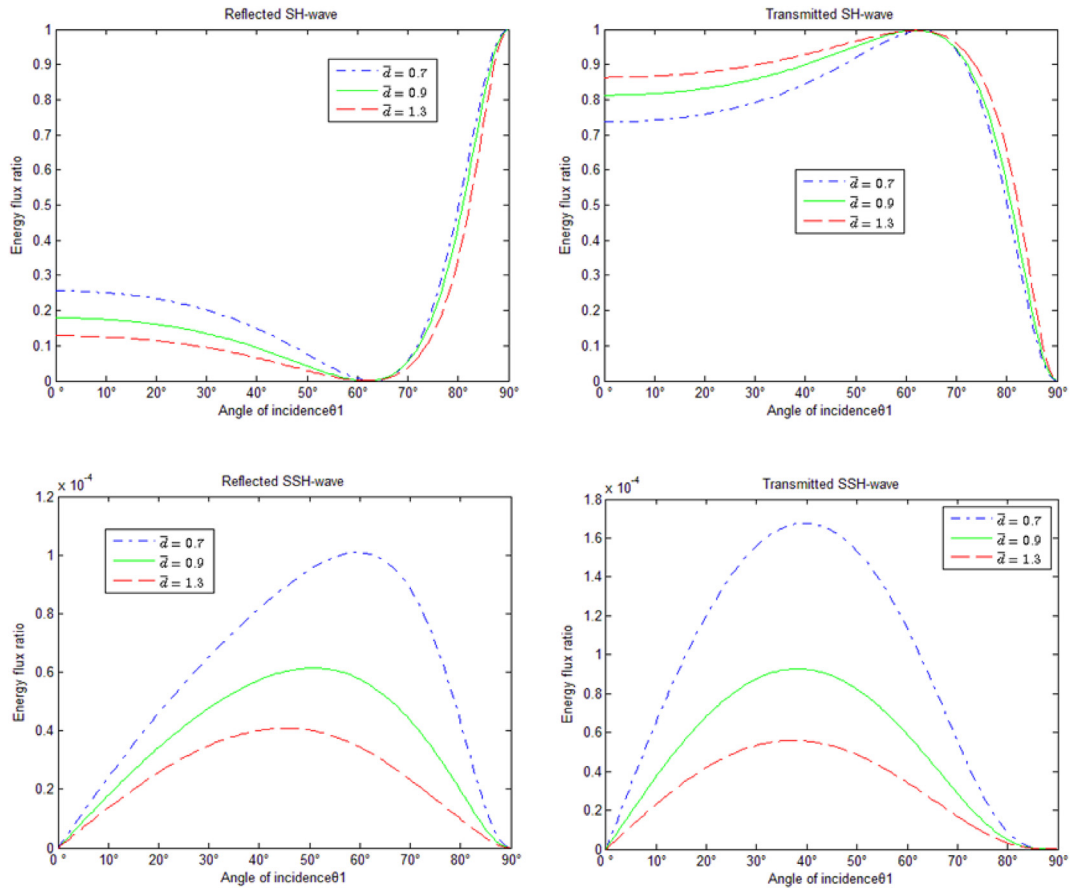 Reflected SH-wave
1
0.9
0.8
0.7
0.6
0.5
0.4
0.3
0.2
0.1
0
Energy flux ratio
d̅ = 0.7
d̅ = 0.9
d̅ = 1.3
0 ° 10° 20° 30° 40° 50° 60° 70° 80° 90°
Angle of incidenceθ1
Transmitted SH-wave
1
0.9
0.8
0.7
0.6
0.5
0.4
0.3
0.2
0.1
0
Energy flux ratio
d̅ = 0.7
d̅ = 0.9
d̅ = 1.3
0 ° 10° 20° 30° 40° 50° 60° 70° 80° 90°
Angle of incidenceθ1
Reflected SSH-wave
x 10-4
1.2
1
0.8
0.6
0.4
0.2
0
Energy flux ratio
d̅ = 0.7
d̅ = 0.9
d̅ = 1.3
0 ° 10° 20° 30° 40° 50° 60° 70° 80° 90°
Angle of incidenceθ1
Transmitted SSH-wave
x 10-4
1.8
1.6
1.4
1.2
1
0.8
0.6
0.4
0.2
0
Energy flux ratio
d̅ = 0.7
d̅ = 0.9
d̅ = 1.3
0 ° 10° 20° 30° 40° 50° 60° 70° 80° 90°
Angle of incidenceθ1